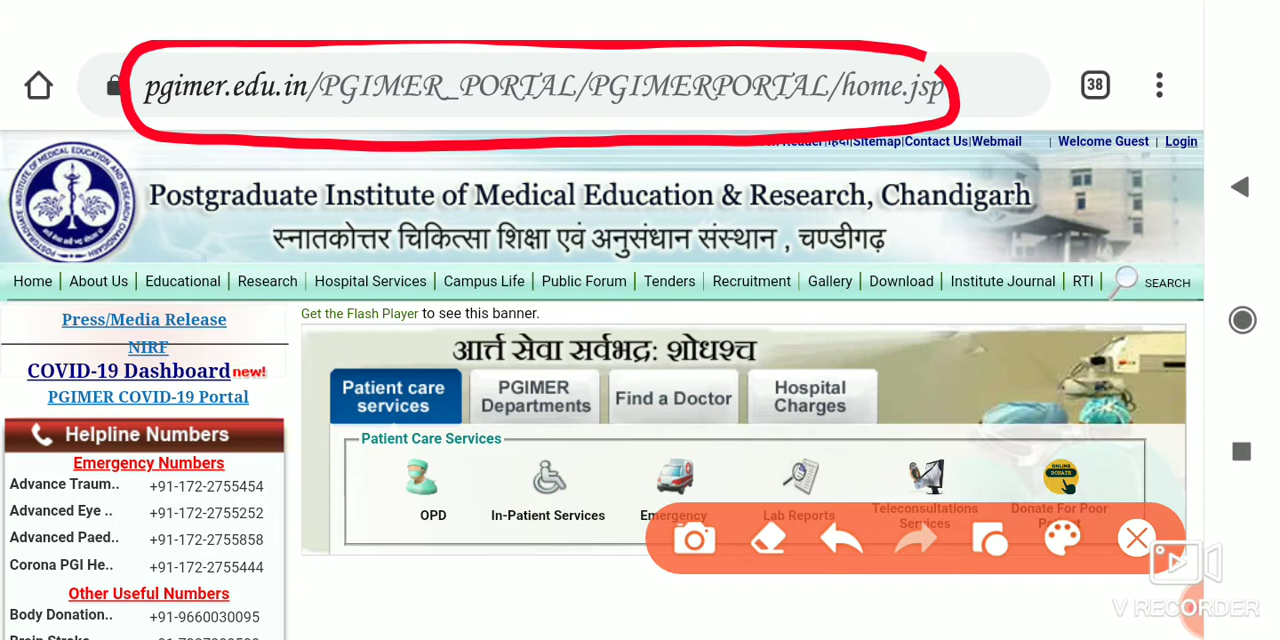 pgimer.edu.in/PGIMER_PORTAL/PGIMERPORTAL/home.jsp
38
Reader|हिंदी|Sitemap|Contact Us|Webmail | Welcome Guest | Login
Postgraduate Institute of Medical Education & Research, Chandigarh
स्नातकोत्तर चिकित्सा शिक्षा एवं अनुसंधान संस्थान , चण्डीगढ़
Home | About Us | Educational | Research | Hospital Services | Campus Life | Public Forum | Tenders | Recruitment | Gallery | Download | Institute Journal | RTI | SEARCH
Press/Media Release
NIRF
COVID-19 Dashboard new!
PGIMER COVID-19 Portal
Helpline Numbers
Emergency Numbers
Advance Traum.. +91-172-2755454
Advanced Eye .. +91-172-2755252
Advanced Paed.. +91-172-2755858
Corona PGI He.. +91-172-2755444
Other Useful Numbers
Body Donation.. +91-9660030095
Get the Flash Player to see this banner.
आर्त्त सेवा सर्वभद्र: शोधश्च
Patient care services
PGIMER Departments
Find a Doctor
Hospital Charges
Patient Care Services
OPD
In-Patient Services
Emergency
Lab Reports
Teleconsultations Services
ONLINE DONATE
Donate For Poor
V RECORDER